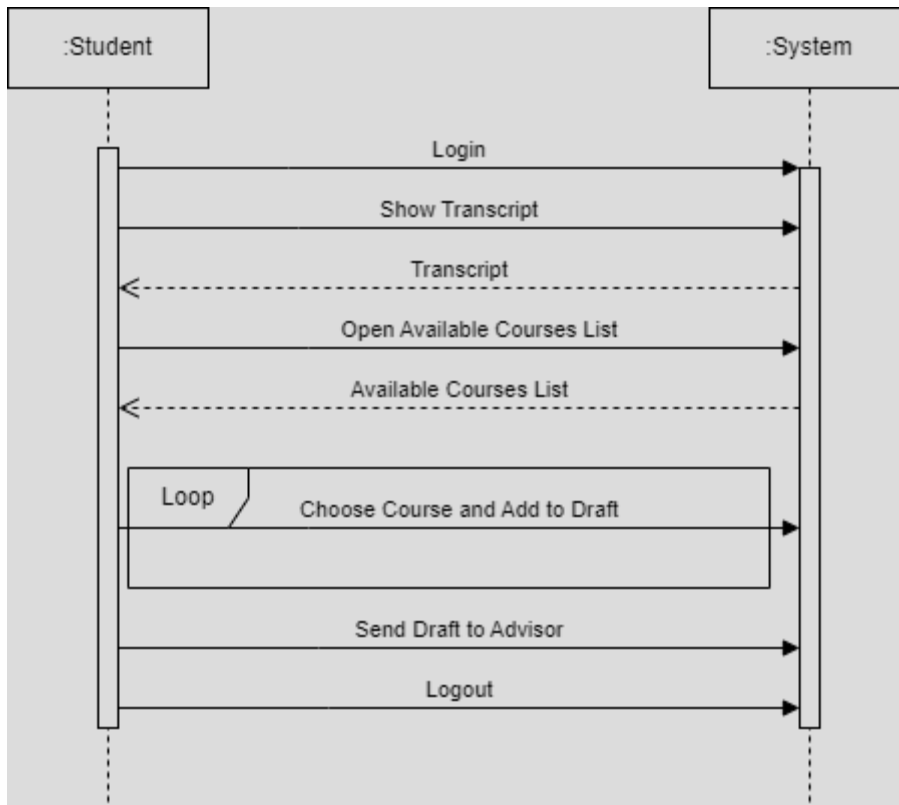 :Student
:System
Login
Show Transcript
Transcript
Open Available Courses List
Available Courses List
Loop
Choose Course and Add to Draft
Send Draft to Advisor
Logout